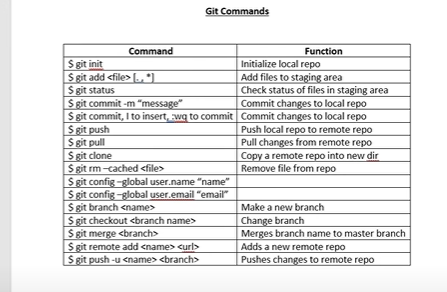 Git Commands
Command Function
$ git init Initialize local repo
$ git add <file> [. , *] Add files to staging area
$ git status Check status of files in staging area
$ git commit -m “message” Commit changes to local repo
$ git commit, I to insert, :wq to commit Commit changes to local repo
$ git push Push local repo to remote repo
$ git pull Pull changes from remote repo
$ git clone Copy a remote repo into new dir
$ git rm –cached <file> Remove file from repo
$ git config –global user.name “name”
$ git config –global user.email “email”
$ git branch <name> Make a new branch
$ git checkout <branch name> Change branch
$ git merge <branch> Merges branch name to master branch
$ git remote add <name> <url> Adds a new remote repo
$ git push -u <name> <branch> Pushes changes to remote repo